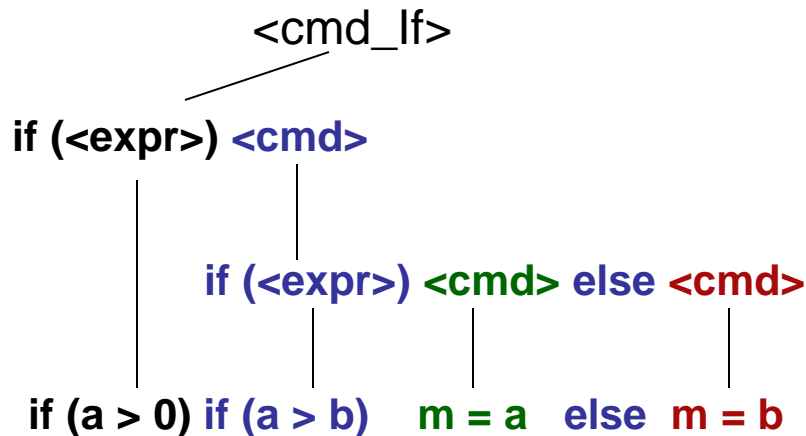 <cmd_If>
if (<expr>) <cmd>
if (<expr>) <cmd> else <cmd>
if (a > 0) if (a > b) m = a else m = b